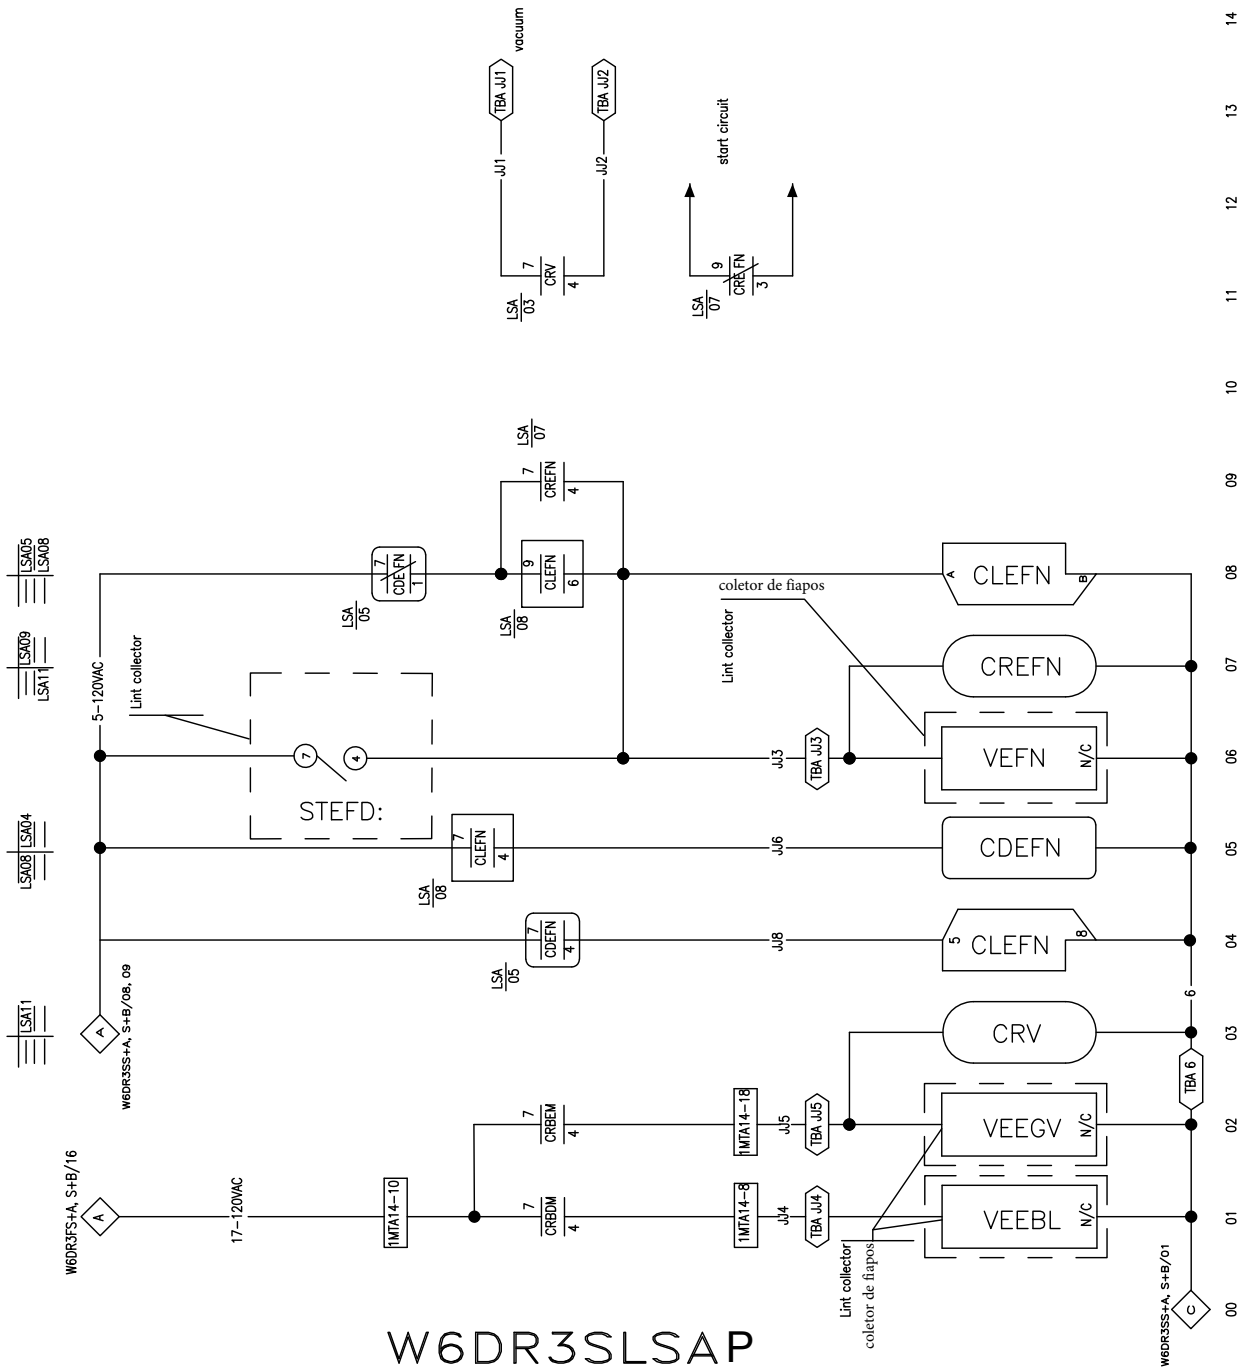 W6DR3SLSAP
W6DR3FS+A, S+B/16
A
17-120VAC
1MTA14-10
7
CRBDM
4
1MTA14-8
JJ4
TBA JJ4
VEEBL
N/C
Lint collector
coletor de fiapos
W6DR3SS+A, S+B/01
C
00
01
7
CRBEM
4
1MTA14-18
JJ5
TBA JJ5
VEEGV
N/C
02
LSA11
A
W6DR3SS+A, S+B/08, 09
CRV
TBA 6
6
03
LSA
05
7
CDEFN
4
JJ8
5
CLEFN
8
04
LSA08
LSA04
LSA
08
7
CLEFN
4
JJ6
CDEFN
05
5-120VAC
Lint collector
7
4
STEFD:
JJ3
TBA JJ3
VEFN
N/C
06
LSA11
LSA09
Lint collector
coletor de fiapos
CREFN
07
LSA05
LSA08
LSA
05
7
CDEFN
1
LSA
08
9
CLEFN
6
A
CLEFN
B
08
LSA
07
7
CREFN
4
09
10
LSA
03
7
CRV
4
JJ1
TBA JJ1
vacuum
JJ2
TBA JJ2
LSA
07
9
CREFN
3
start circuit
11
12
13
14